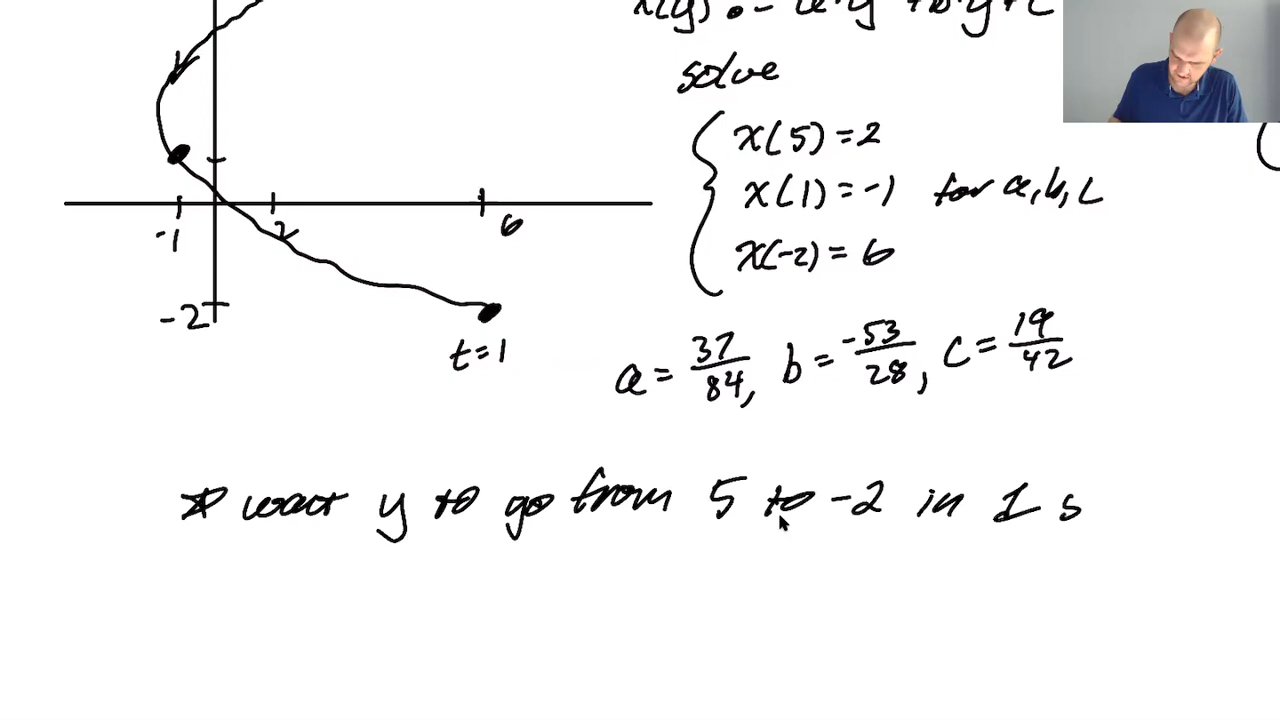 x(y) := a·y² + b·y + c
solve
x(5) = 2
x(1) = -1 for a, b, c
x(-2) = 6
-1 2 6
-2
t=1
a = 37/84, b = -53/28, c = 19/42
* want y to go from 5 to -2 in 1 s